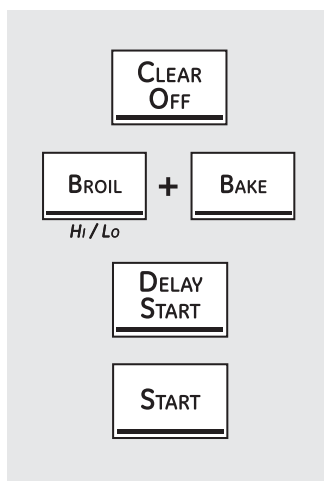 CLEAR
OFF
BROIL + BAKE
HI / LO
DELAY
START
START